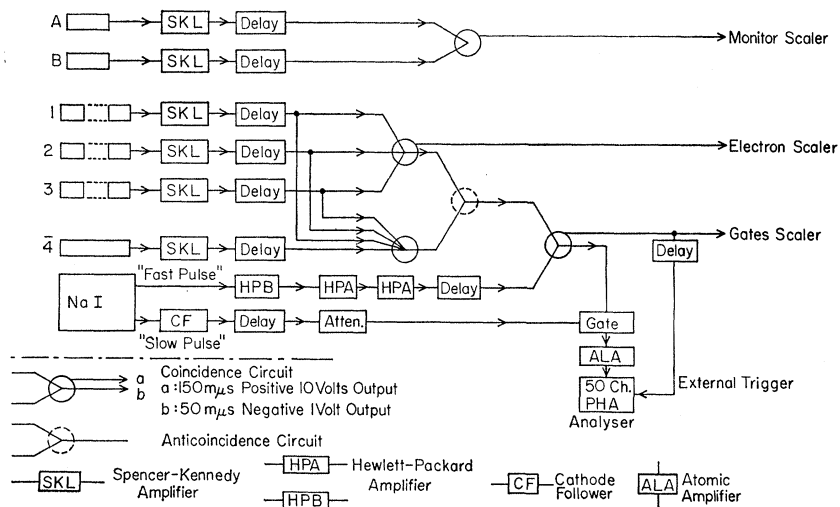 A SKL Delay
Monitor Scaler
B SKL Delay
1 SKL Delay
2 SKL Delay
Electron Scaler
3 SKL Delay
4̅ SKL Delay
Gates Scaler
Delay
"Fast Pulse"
HPB HPA HPA Delay
Na I
CF Delay Atten. Gate
"Slow Pulse"
ALA
50 Ch.
PHA
External Trigger
Analyser
Coincidence Circuit
a a :150 mμs Positive 10 Volts Output
b b :50 mμs Negative 1 Volt Output
Anticoincidence Circuit
SKL Spencer-Kennedy
Amplifier
HPA Hewlett-Packard
Amplifier
HPB
CF Cathode
Follower
ALA Atomic
Amplifier